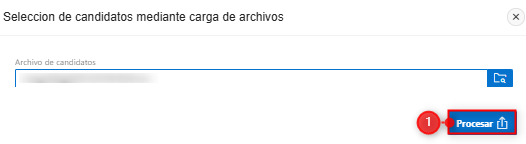 Seleccion de candidatos mediante carga de archivos
Archivo de candidatos
1
Procesar